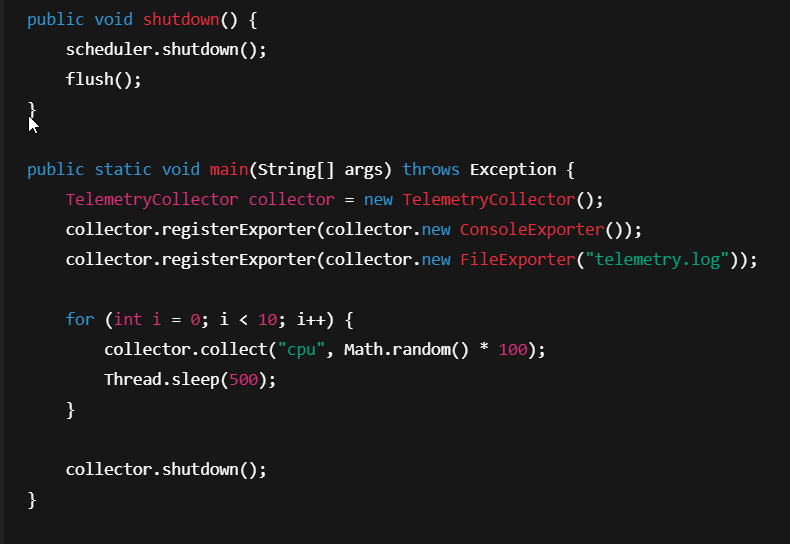 public void shutdown() {
    scheduler.shutdown();
    flush();
}

public static void main(String[] args) throws Exception {
    TelemetryCollector collector = new TelemetryCollector();
    collector.registerExporter(collector.new ConsoleExporter());
    collector.registerExporter(collector.new FileExporter("telemetry.log"));

    for (int i = 0; i < 10; i++) {
        collector.collect("cpu", Math.random() * 100);
        Thread.sleep(500);
    }

    collector.shutdown();
}